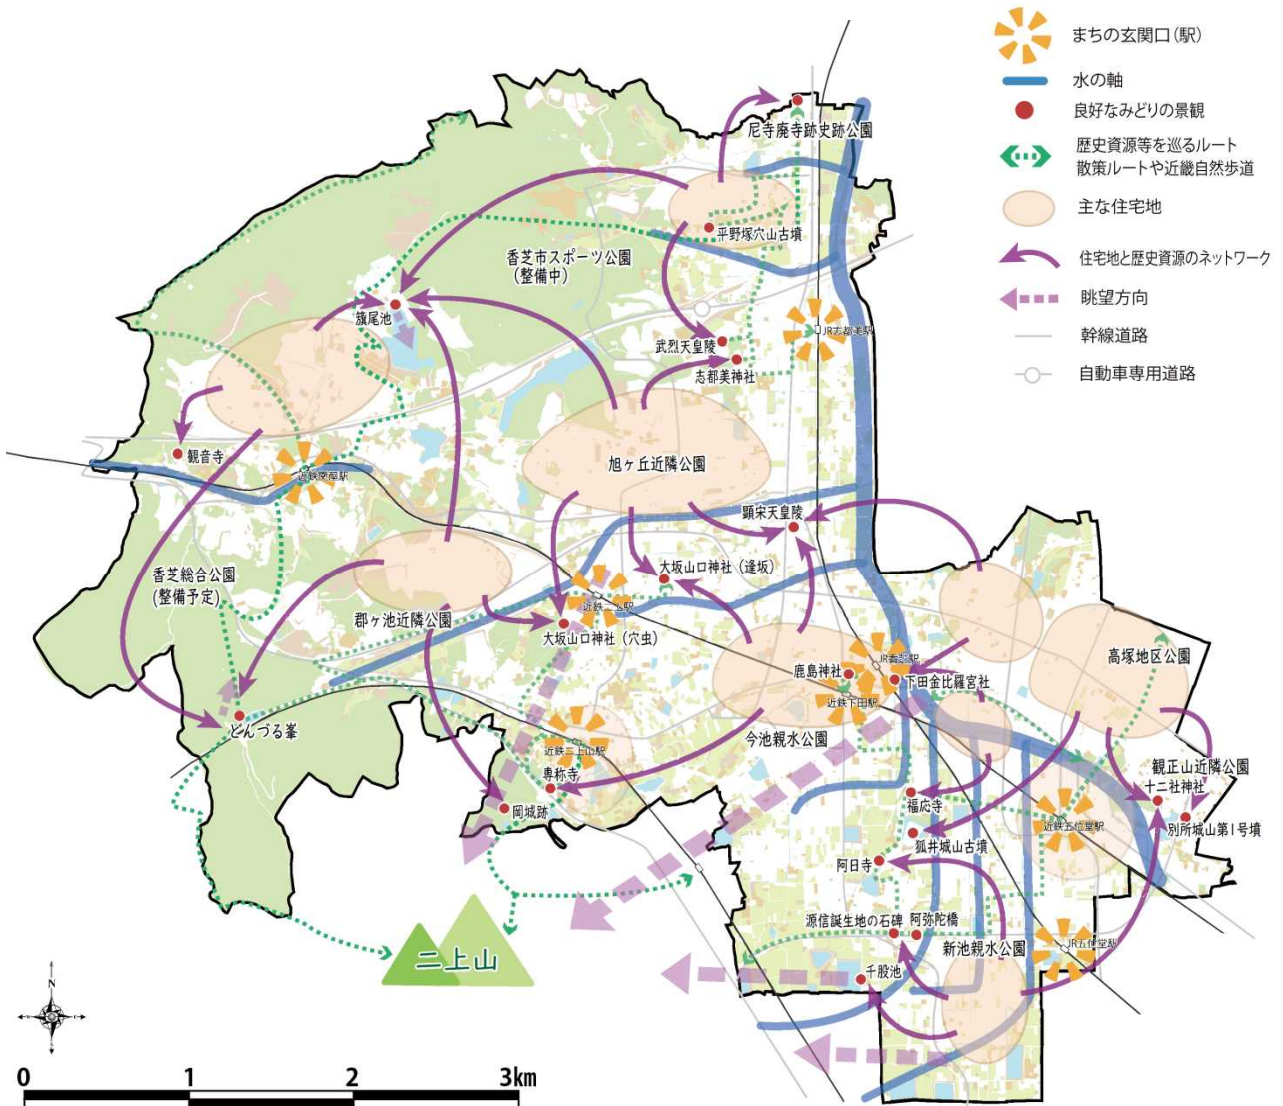 まちの玄関口(駅)
水の軸
良好なみどりの景観
歴史資源等を巡るルート
散策ルートや近畿自然歩道
主な住宅地
住宅地と歴史資源のネットワーク
眺望方向
幹線道路
自動車専用道路
尼寺廃寺跡史跡公園
平野塚穴山古墳
香芝市スポーツ公園
(整備中)
旗尾池
武烈天皇陵
志都美神社
JR志都美駅
観音寺
近鉄関屋駅
旭ヶ丘近隣公園
顕宗天皇陵
大坂山口神社(逢坂)
香芝総合公園
(整備予定)
郡ヶ池近隣公園
近鉄二上駅
大坂山口神社(穴虫)
鹿島神社
JR香芝駅
下田金比羅宮社
近鉄下田駅
高塚地区公園
どんづる峯
近鉄二上山駅
今池親水公園
専称寺
岡城跡
観正山近隣公園
十二社神社
別所城山第1号墳
福応寺
近鉄五位堂駅
狐井城山古墳
阿日寺
源信誕生地の石碑
阿弥陀橋
新池親水公園
JR五位堂駅
千股池
二上山
N
0
1
2
3km